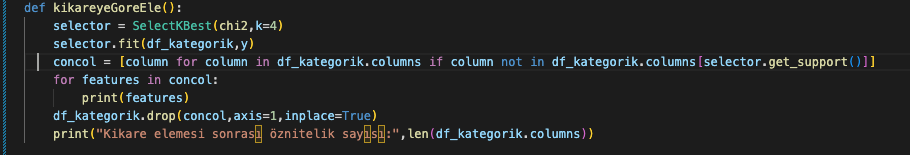 def kikareyeGoreEle():
    selector = SelectKBest(chi2,k=4)
    selector.fit(df_kategorik,y)
    concol = [column for column in df_kategorik.columns if column not in df_kategorik.columns[selector.get_support()]]
    for features in concol:
        print(features)
    df_kategorik.drop(concol,axis=1,inplace=True)
    print("Kikare elemesi sonrası öznitelik sayısı:",len(df_kategorik.columns))